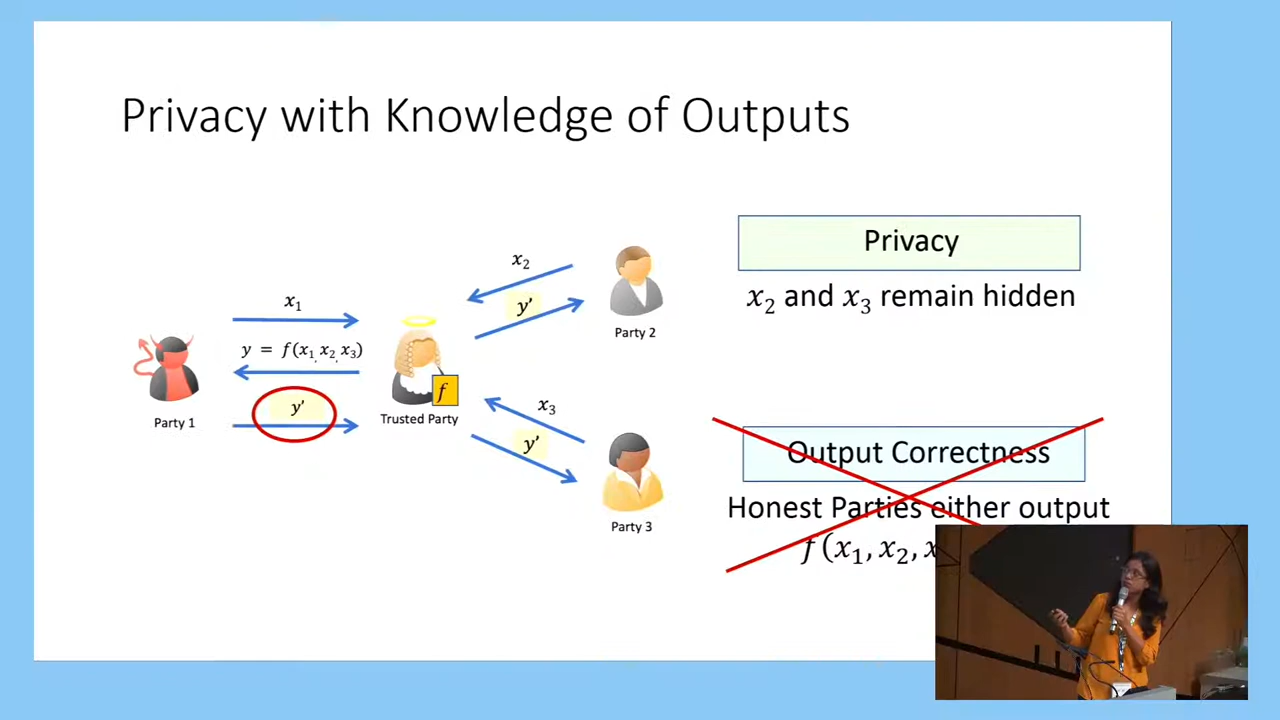 Privacy with Knowledge of Outputs
Privacy
x₂ and x₃ remain hidden
x₂
y'
Party 2
x₁
y = f(x₁, x₂, x₃)
y'
Party 1
f
Trusted Party
x₃
y'
Party 3
Output Correctness
Honest Parties either output
f(x₁, x₂,